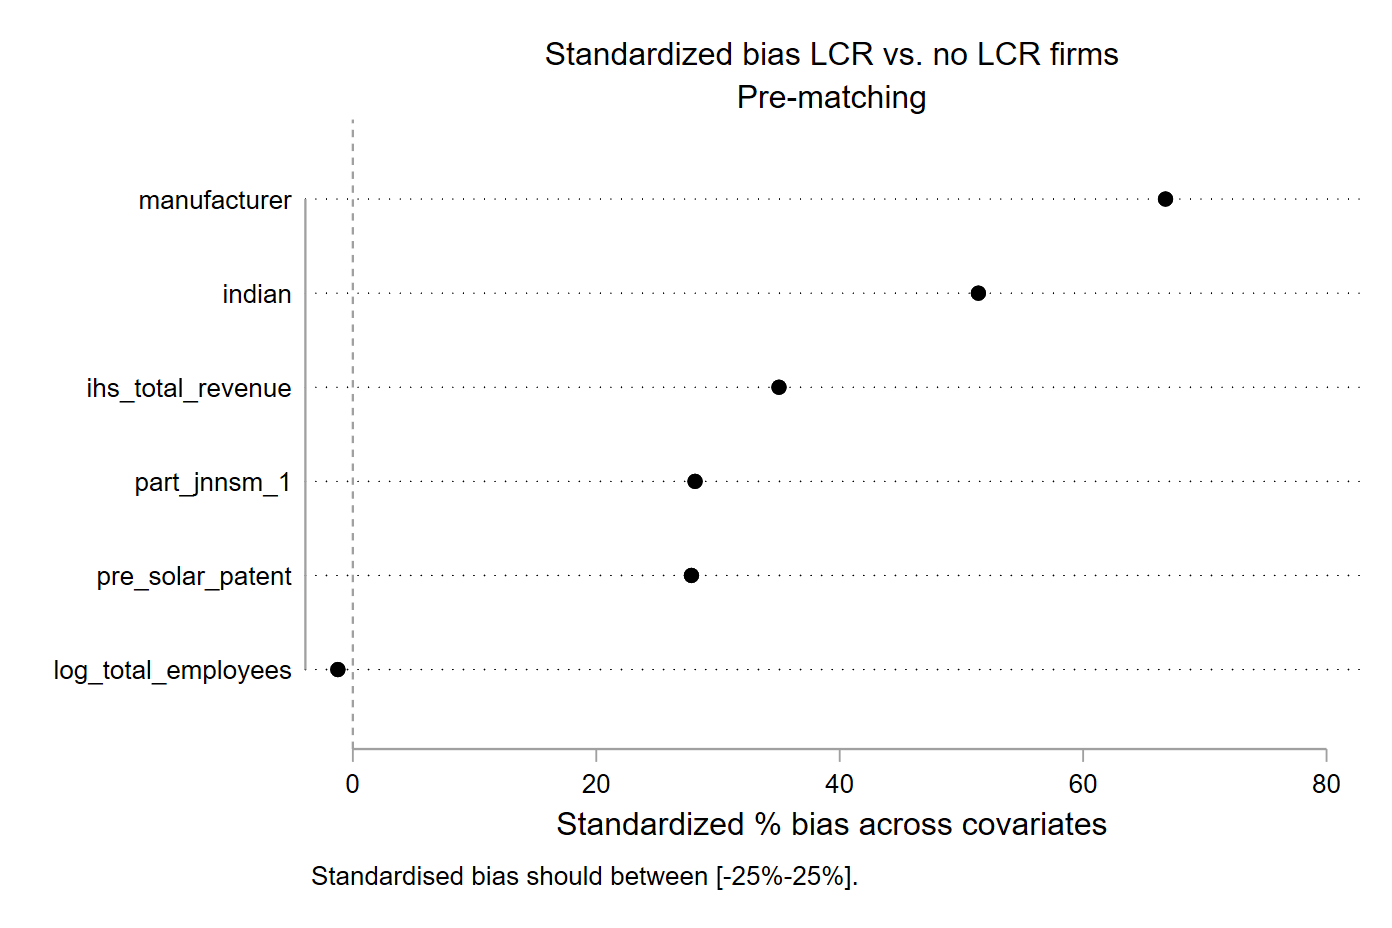 Standardized bias LCR vs. no LCR firms
Pre-matching
manufacturer
indian
ihs_total_revenue
part_jnnsm_1
pre_solar_patent
log_total_employees
0 20 40 60 80
Standardized % bias across covariates
Standardised bias should between [-25%-25%].